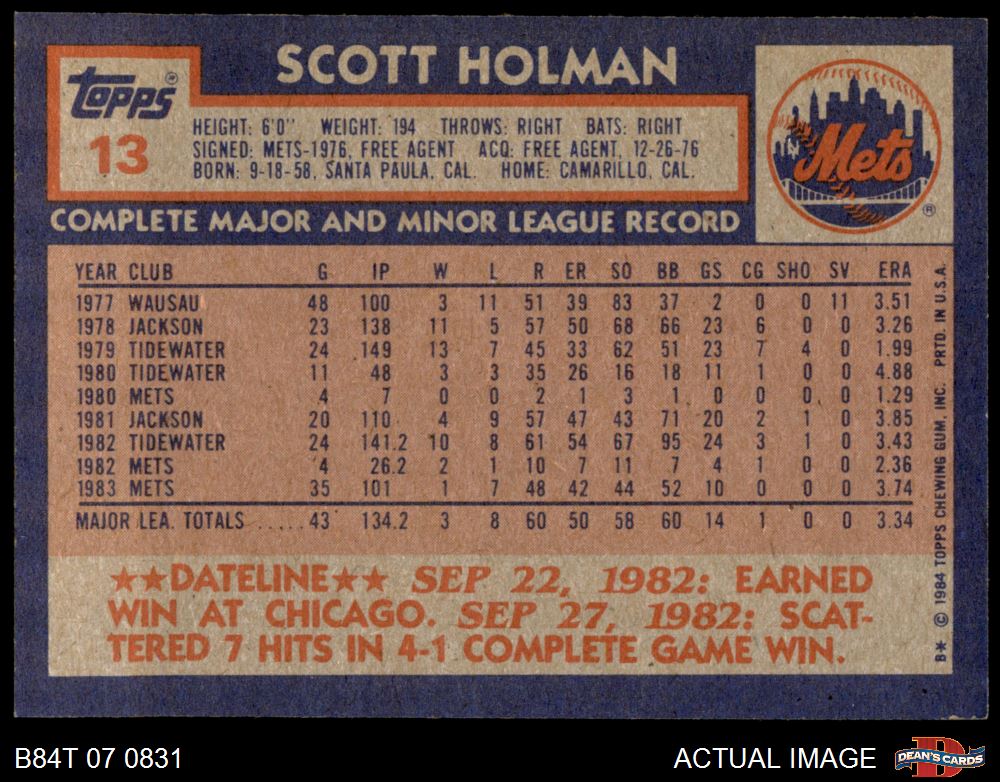 SCOTT HOLMAN
Topps®
13
HEIGHT: 6'0" WEIGHT: 194 THROWS: RIGHT BATS: RIGHT
SIGNED: METS-1976, FREE AGENT ACQ: FREE AGENT, 12-26-76
BORN: 9-18-58, SANTA PAULA, CAL. HOME: CAMARILLO, CAL.
Mets
®
COMPLETE MAJOR AND MINOR LEAGUE RECORD
YEAR CLUB G IP W L R ER SO BB GS CG SHO SV ERA
1977 WAUSAU 48 100 3 11 51 39 83 37 2 0 0 11 3.51
1978 JACKSON 23 138 11 5 57 50 68 66 23 6 0 0 3.26
1979 TIDEWATER 24 149 13 7 45 33 62 51 23 7 4 0 1.99
1980 TIDEWATER 11 48 3 3 35 26 16 18 11 1 0 0 4.88
1980 METS 4 7 0 0 2 1 3 1 0 0 0 0 1.29
1981 JACKSON 20 110 4 9 57 47 43 71 20 2 1 0 3.85
1982 TIDEWATER 24 141.2 10 8 61 54 67 95 24 3 1 0 3.43
1982 METS 4 26.2 2 1 10 7 11 7 4 1 0 0 2.36
1983 METS 35 101 1 7 48 42 44 52 10 0 0 0 3.74
MAJOR LEA. TOTALS ..... 43 134.2 3 8 60 50 58 60 14 1 0 0 3.34
★★DATELINE★★ SEP 22, 1982: EARNED
WIN AT CHICAGO. SEP 27, 1982: SCAT-
TERED 7 HITS IN 4-1 COMPLETE GAME WIN.
B* © 1984 TOPPS CHEWING GUM, INC. PRTD. IN U.S.A.
B84T 07 0831
ACTUAL IMAGE
D
DEAN'S CARDS